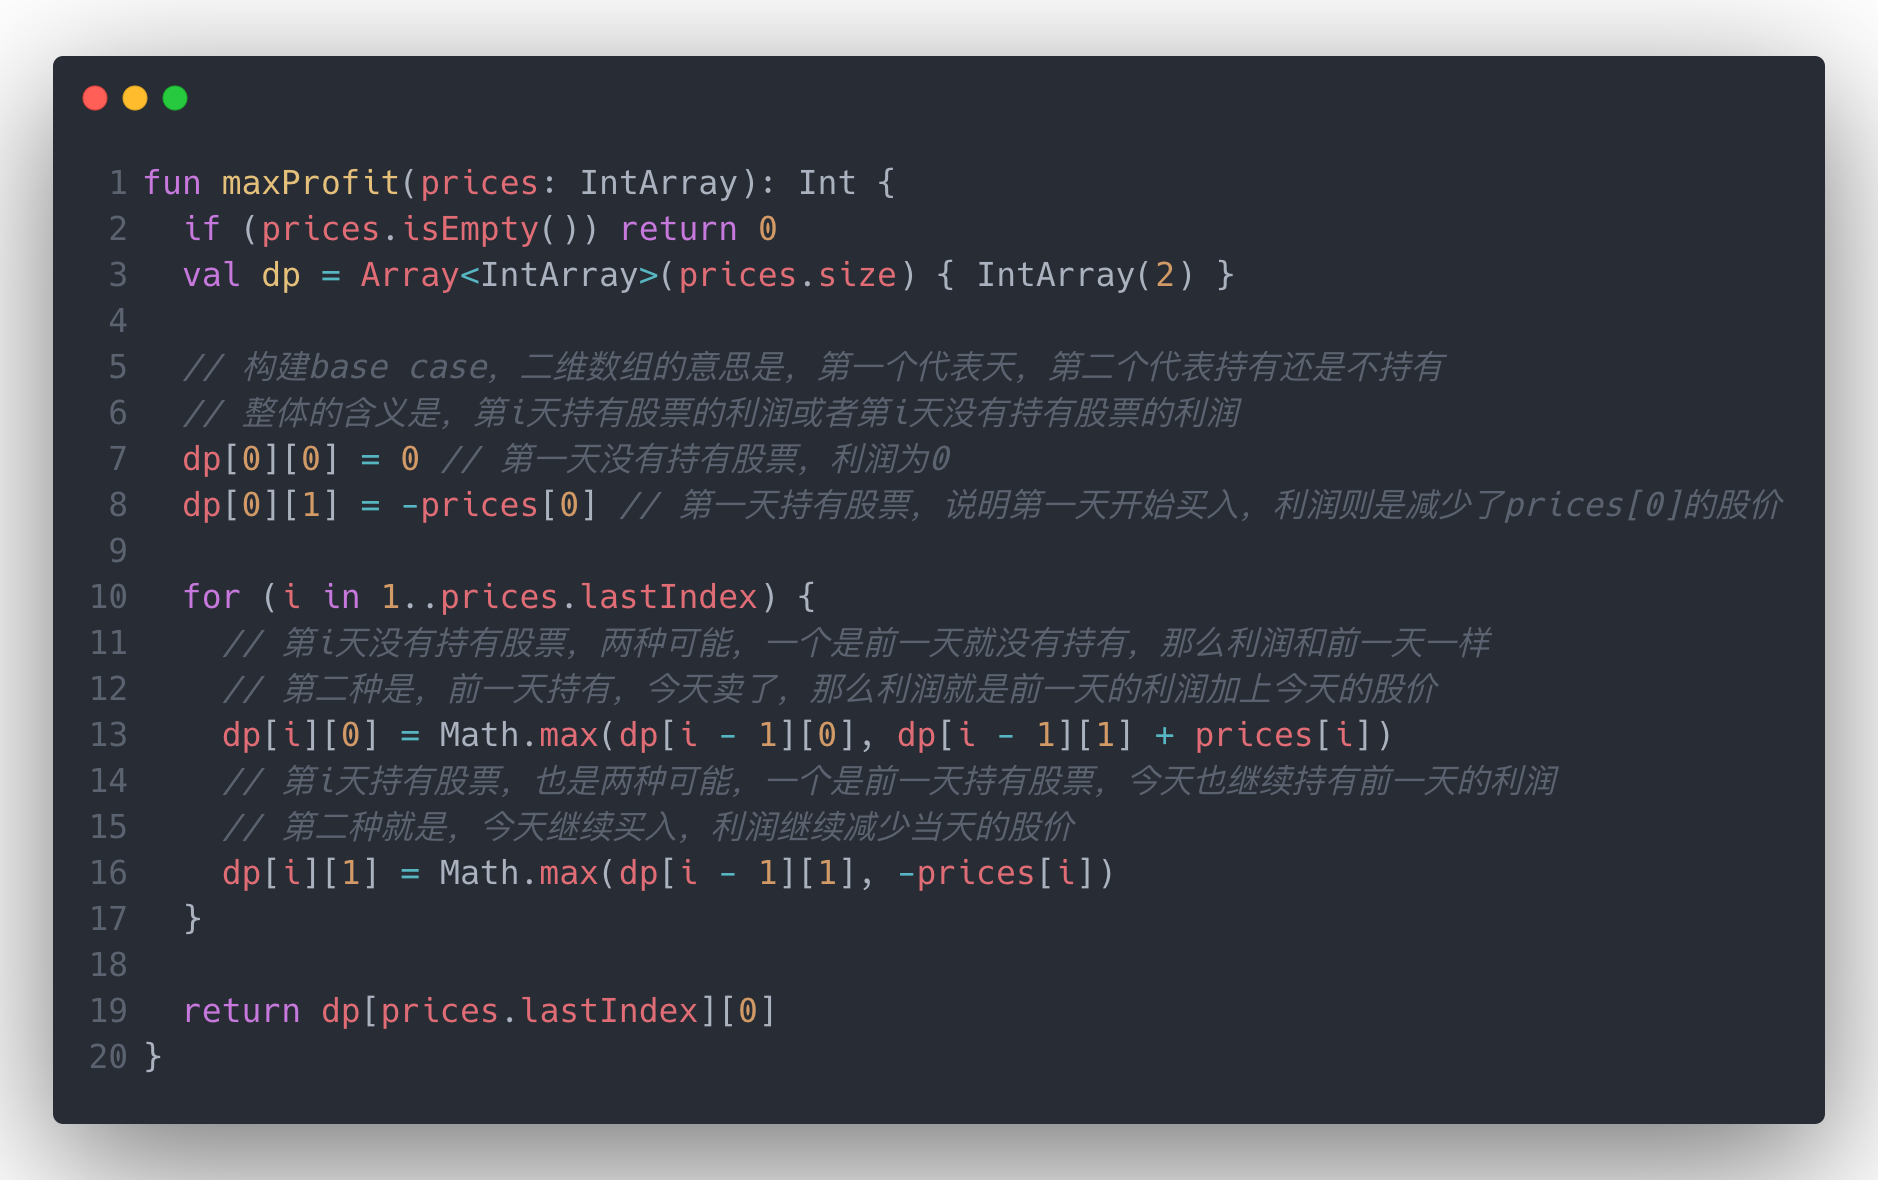 1 fun maxProfit(prices: IntArray): Int {
2   if (prices.isEmpty()) return 0
3   val dp = Array<IntArray>(prices.size) { IntArray(2) }
4
5   // 构建base case，二维数组的意思是，第一个代表天，第二个代表持有还是不持有
6   // 整体的含义是，第i天持有股票的利润或者第i天没有持有股票的利润
7   dp[0][0] = 0 // 第一天没有持有股票，利润为0
8   dp[0][1] = -prices[0] // 第一天持有股票，说明第一天开始买入，利润则是减少了prices[0]的股价
9
10   for (i in 1..prices.lastIndex) {
11     // 第i天没有持有股票，两种可能，一个是前一天就没有持有，那么利润和前一天一样
12     // 第二种是，前一天持有，今天卖了，那么利润就是前一天的利润加上今天的股价
13     dp[i][0] = Math.max(dp[i - 1][0], dp[i - 1][1] + prices[i])
14     // 第i天持有股票，也是两种可能，一个是前一天持有股票，今天也继续持有前一天的利润
15     // 第二种就是，今天继续买入，利润继续减少当天的股价
16     dp[i][1] = Math.max(dp[i - 1][1], -prices[i])
17   }
18
19   return dp[prices.lastIndex][0]
20 }